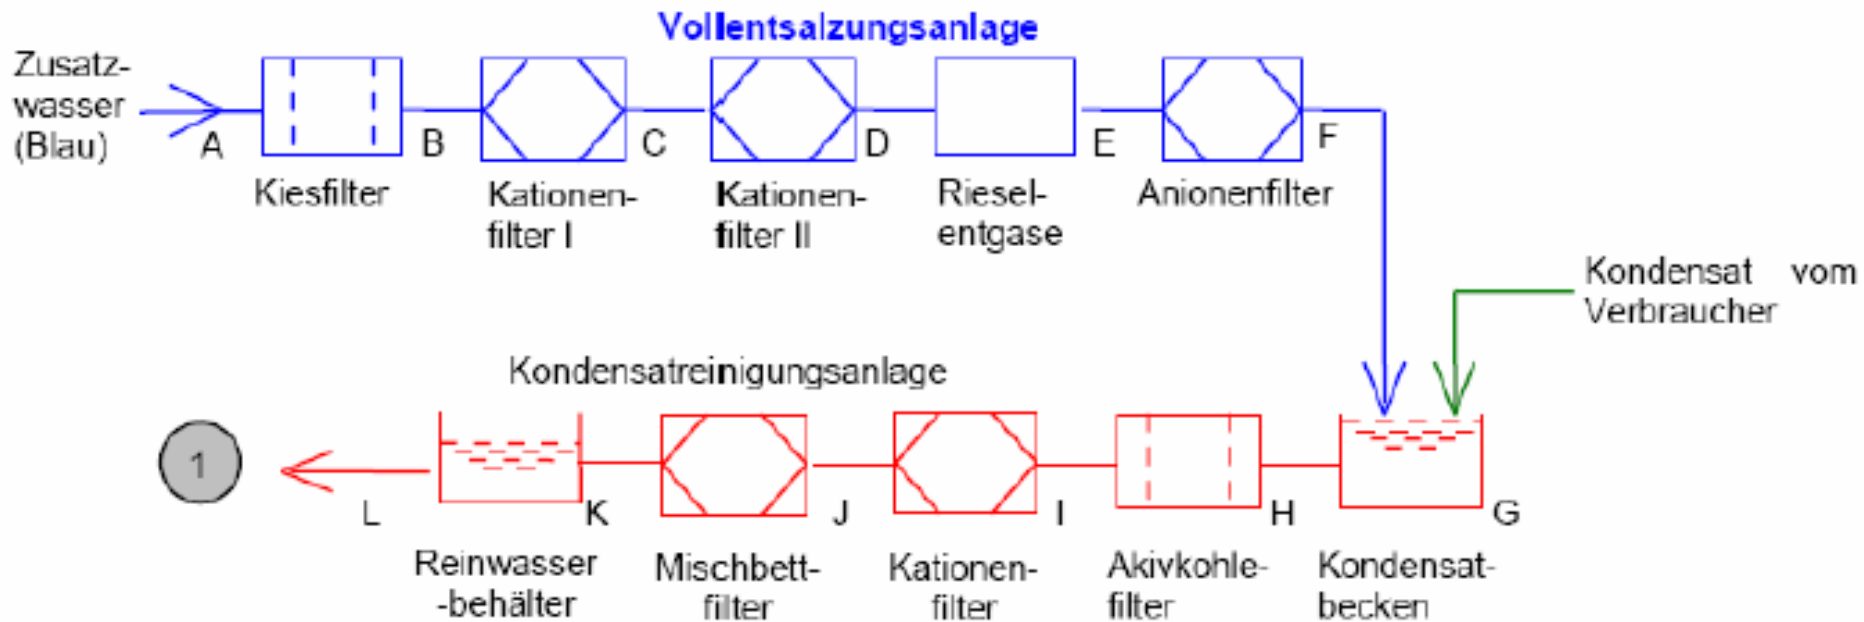 Vollentsalzungsanlage
Zusatz-
wasser
(Blau)
A
B
C
D
E
F
Kiesfilter
Kationen-
filter I
Kationen-
filter II
Riesel-
entgase
Anionenfilter
Kondensat vom
Verbraucher
Kondensatreinigungsanlage
1
L
K
J
I
H
G
Reinwasser
-behälter
Mischbett-
filter
Kationen-
filter
Akivkohle-
filter
Kondensat-
becken